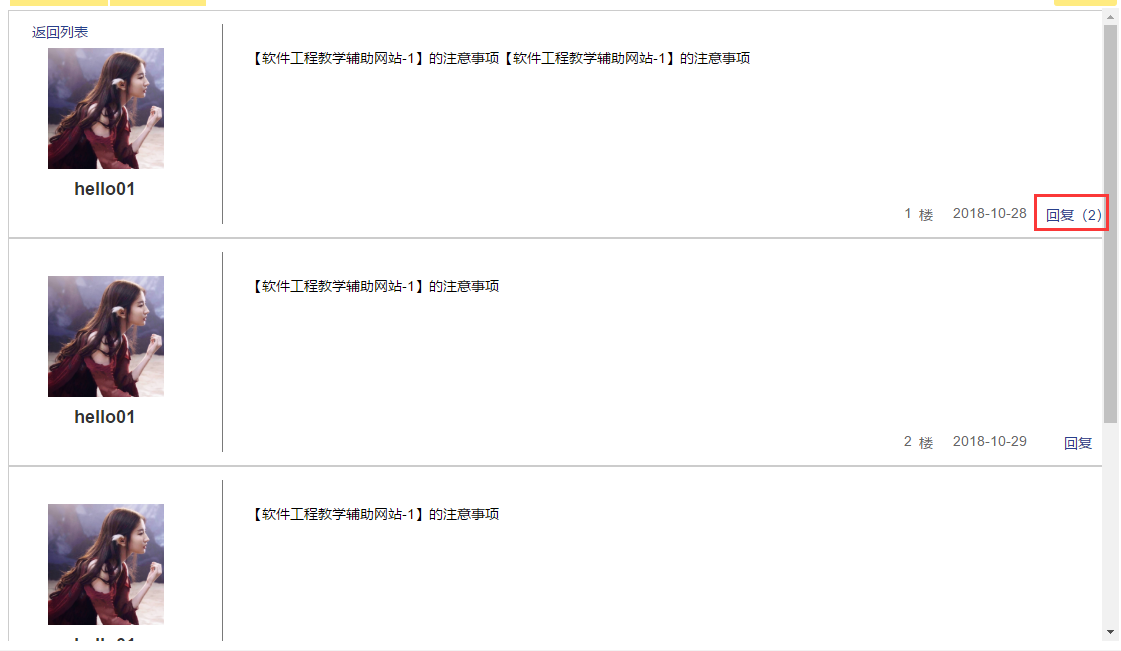 返回列表
【软件工程教学辅助网站-1】的注意事项【软件工程教学辅助网站-1】的注意事项
hello01
1 楼 2018-10-28 回复（2）
【软件工程教学辅助网站-1】的注意事项
hello01
2 楼 2018-10-29 回复
【软件工程教学辅助网站-1】的注意事项